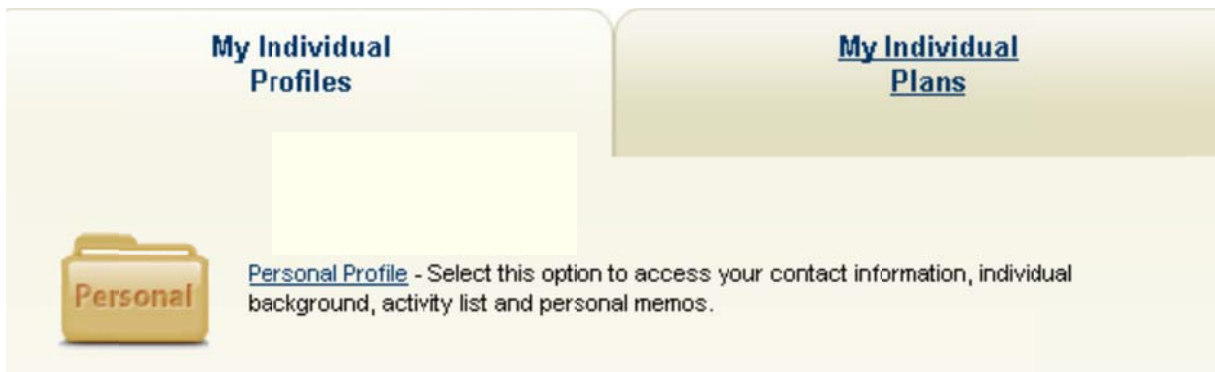 My Individual
Profiles
My Individual
Plans
Personal
Personal Profile - Select this option to access your contact information, individual
background, activity list and personal memos.